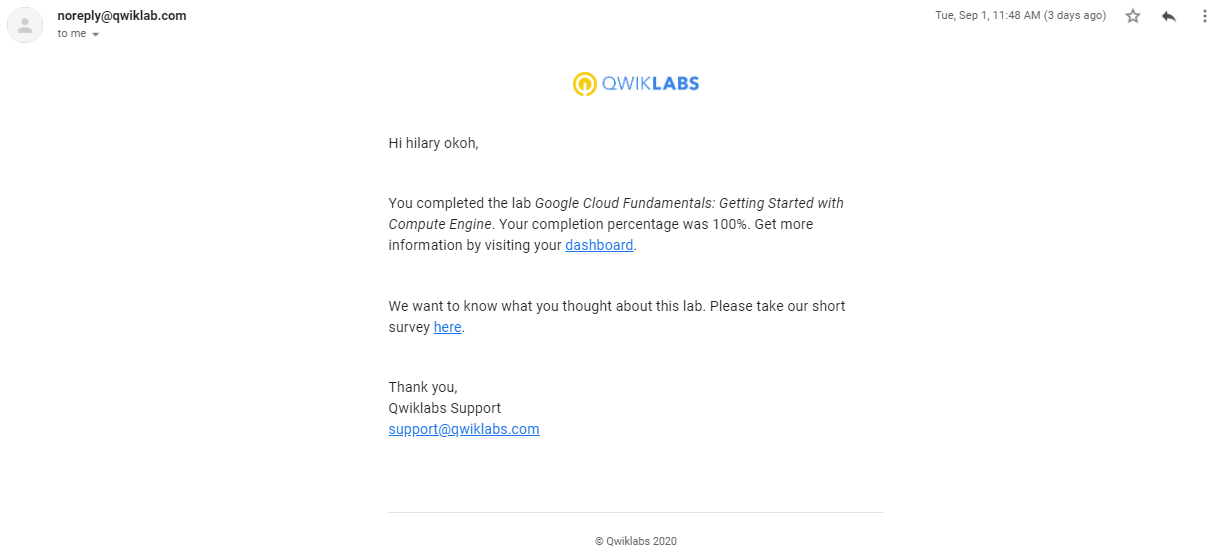 noreply@qwiklab.com
Tue, Sep 1, 11:48 AM (3 days ago)
to me
QWIKLABS
Hi hilary okoh,
You completed the lab Google Cloud Fundamentals: Getting Started with
Compute Engine. Your completion percentage was 100%. Get more
information by visiting your dashboard.
We want to know what you thought about this lab. Please take our short
survey here.
Thank you,
Qwiklabs Support
support@qwiklabs.com
© Qwiklabs 2020